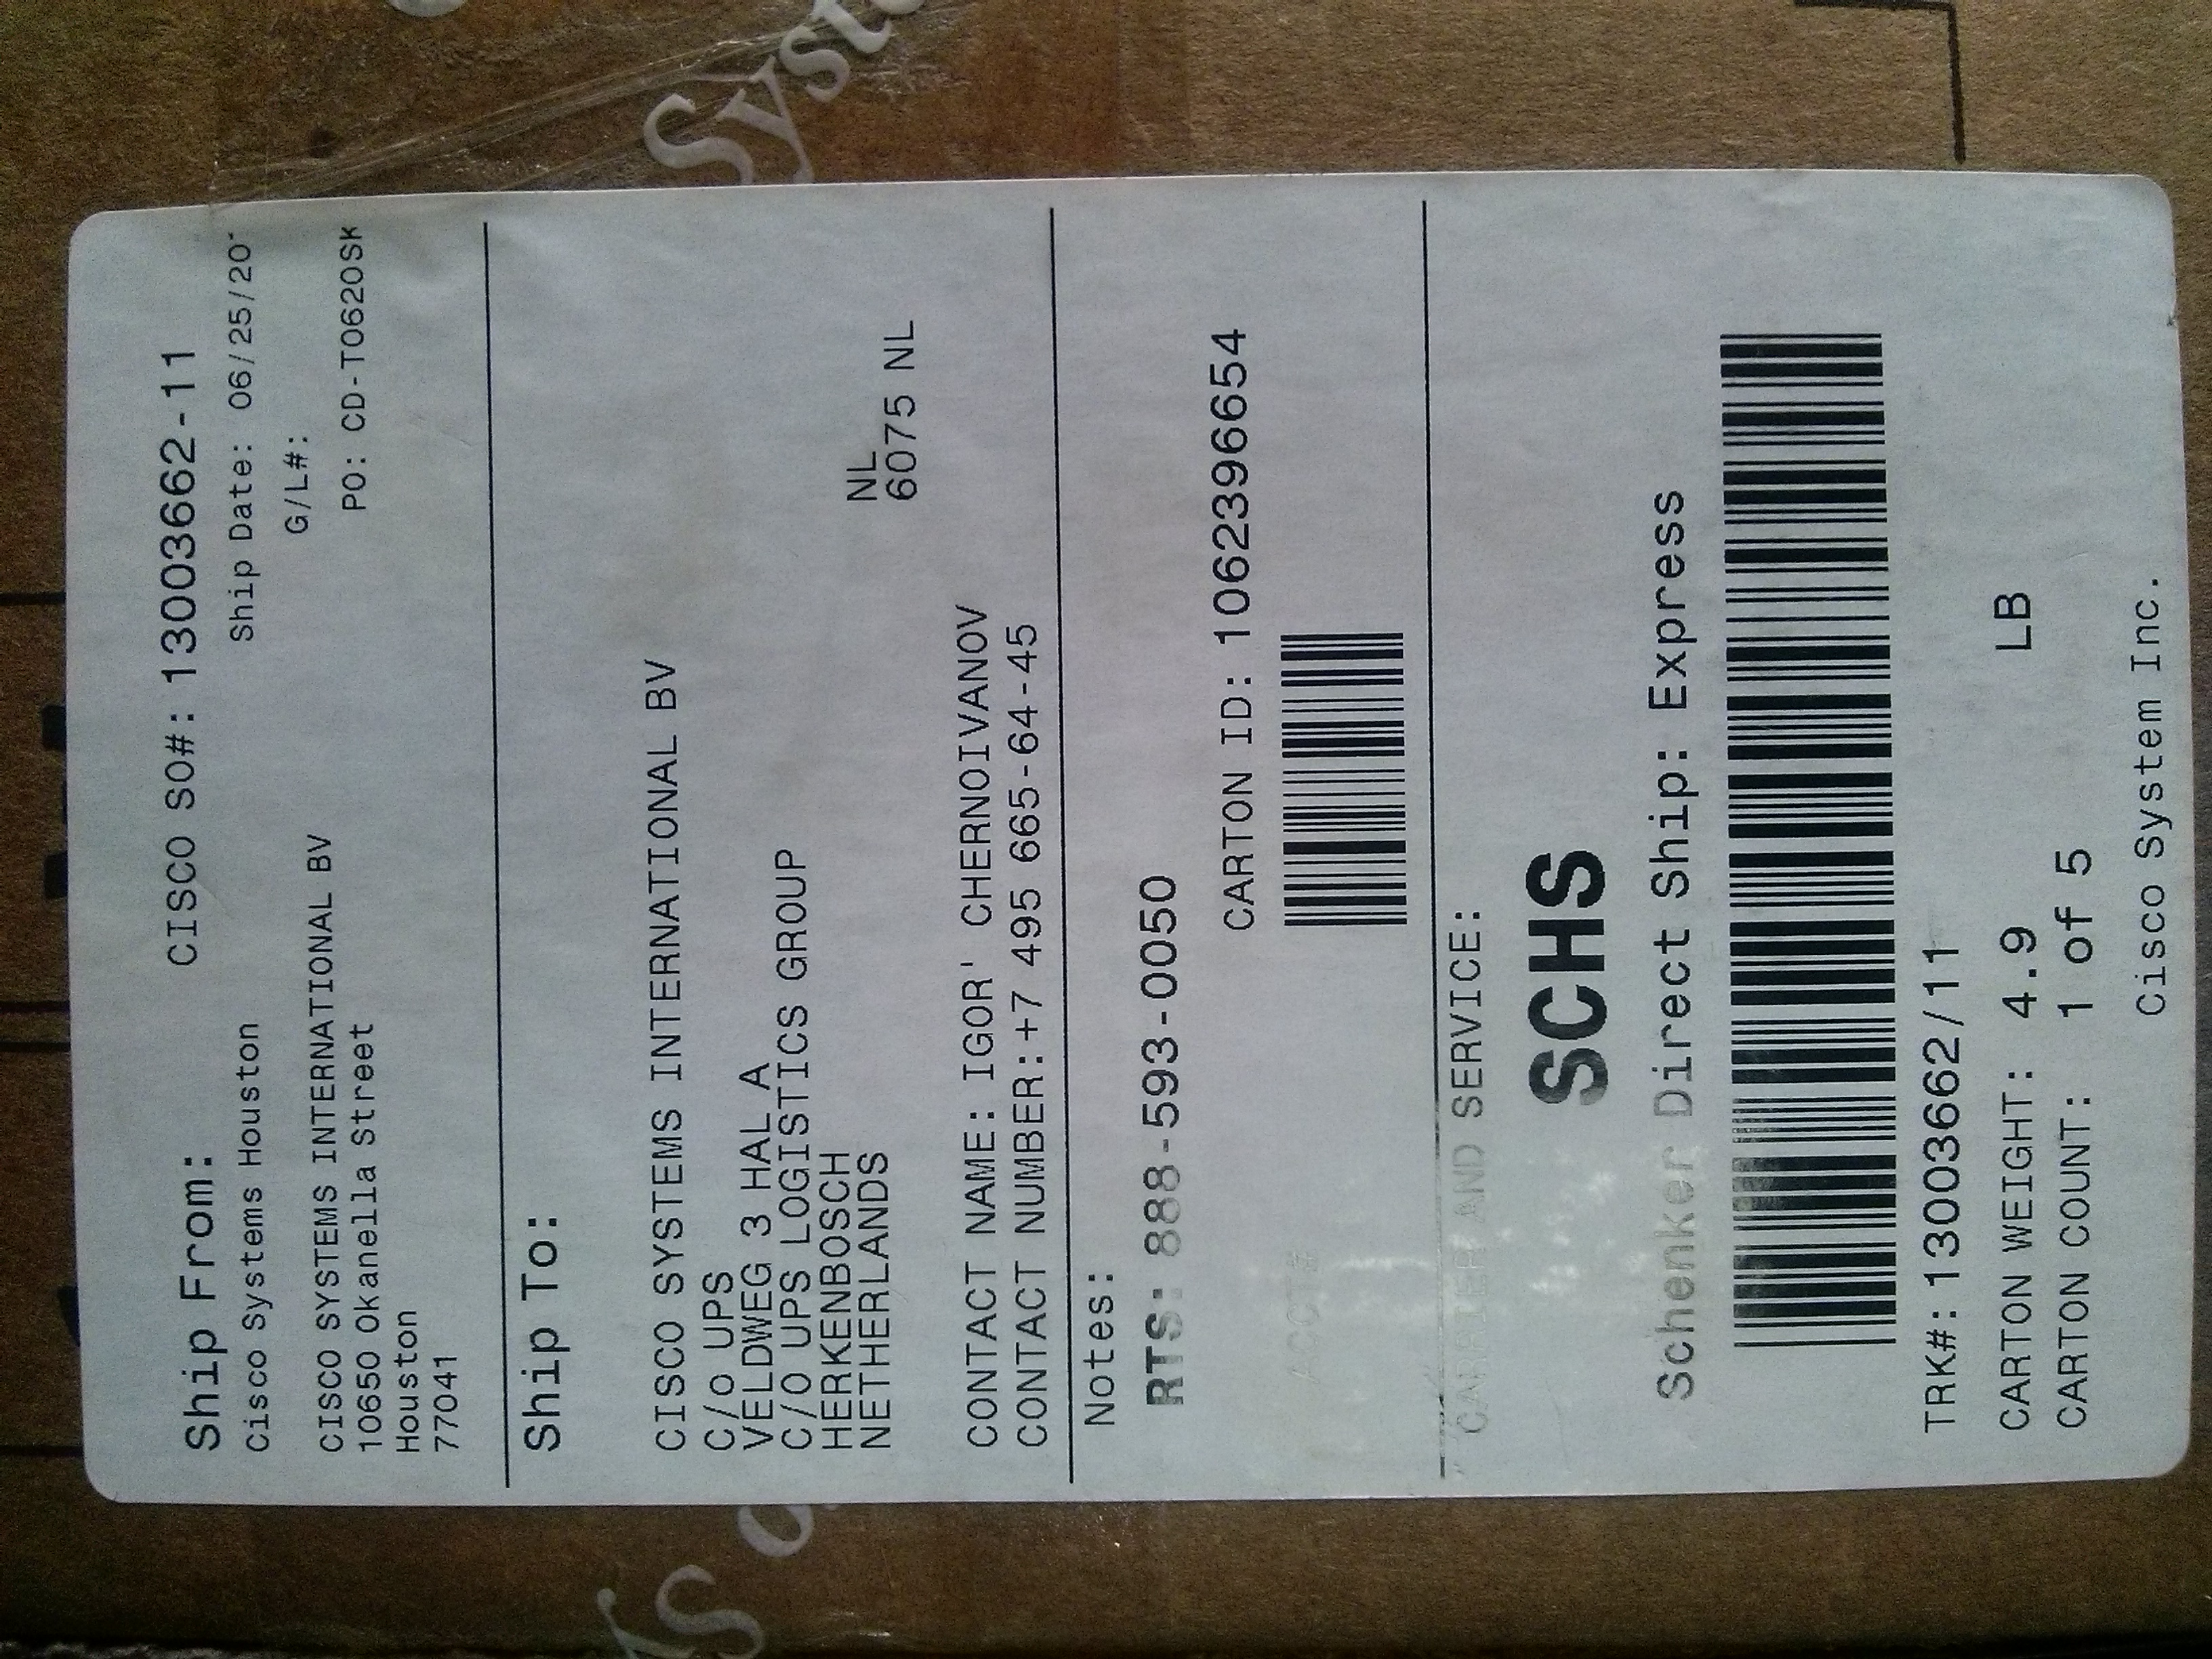 Ship From:
CISCO SO#: 13003662-11
Cisco Systems Houston
Ship Date: 06/25/20
G/L#:
CISCO SYSTEMS INTERNATIONAL BV
10650 Okanella Street
PO: CD-T0620SK
Houston
77041
Ship To:
CISCO SYSTEMS INTERNATIONAL BV
C/O UPS
VELDWEG 3 HAL A
C/O UPS LOGISTICS GROUP
HERKENBOSCH
NL
NETHERLANDS
6075 NL
CONTACT NAME: IGOR' CHERNOIVANOV
CONTACT NUMBER:+7 495 665-64-45
Notes:
RTS: 888-593-0050
CARTON ID: 1062396654
ACCT#
CARRIER AND SERVICE:
SCHS
Schenker Direct Ship: Express
TRK#: 13003662/11
CARTON WEIGHT: 4.9 LB
CARTON COUNT: 1 of 5
Cisco System Inc.
Syste